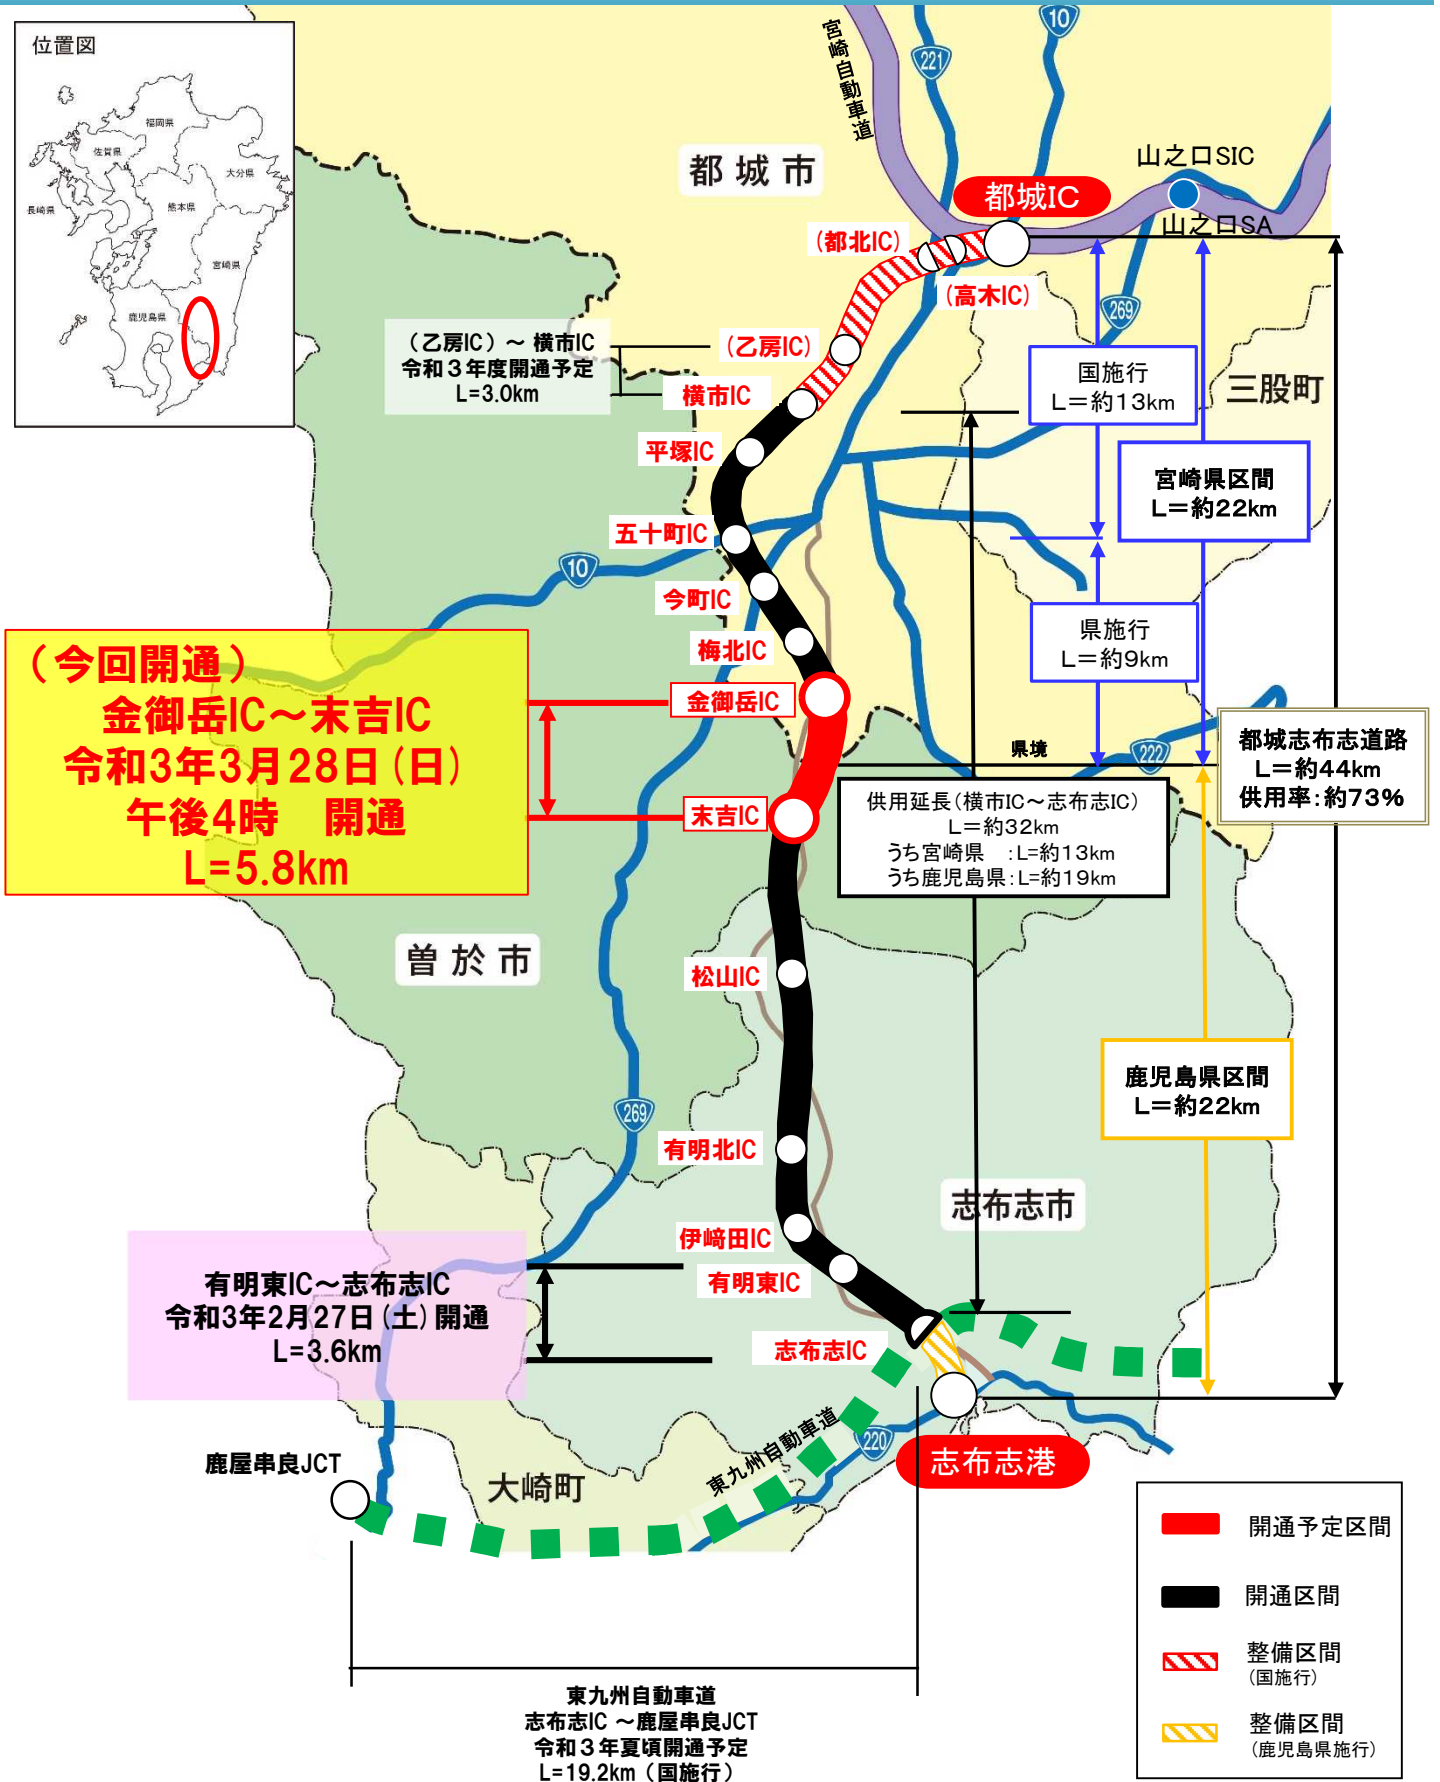 位置図
福岡県
佐賀県
大分県
長崎県
熊本県
宮崎県
鹿児島県
宮崎自動車道
221
10
都城市
山之口SIC
都城IC
山之口SA
(都北IC)
(高木IC)
269
(乙房IC)～横市IC
令和３年度開通予定
L=3.0km
(乙房IC)
横市IC
国施行
L＝約13km
三股町
平塚IC
宮崎県区間
L＝約22km
五十町IC
10
今町IC
県施行
L＝約9km
梅北IC
(今回開通)
金御岳IC～末吉IC
令和3年3月28日(日)
午後4時　開通
L=5.8km
金御岳IC
県境
222
都城志布志道路
L＝約44km
供用率:約73%
末吉IC
供用延長(横市IC～志布志IC)
L＝約32km
うち宮崎県　:L=約13km
うち鹿児島県:L=約19km
曽於市
松山IC
鹿児島県区間
L＝約22km
269
有明北IC
志布志市
伊﨑田IC
有明東IC
有明東IC～志布志IC
令和3年2月27日(土)開通
L=3.6km
志布志IC
東九州自動車道
220
志布志港
鹿屋串良JCT
大崎町
開通予定区間
開通区間
整備区間
(国施行)
整備区間
(鹿児島県施行)
東九州自動車道
志布志IC ～鹿屋串良JCT
令和３年夏頃開通予定
L=19.2km（国施行）